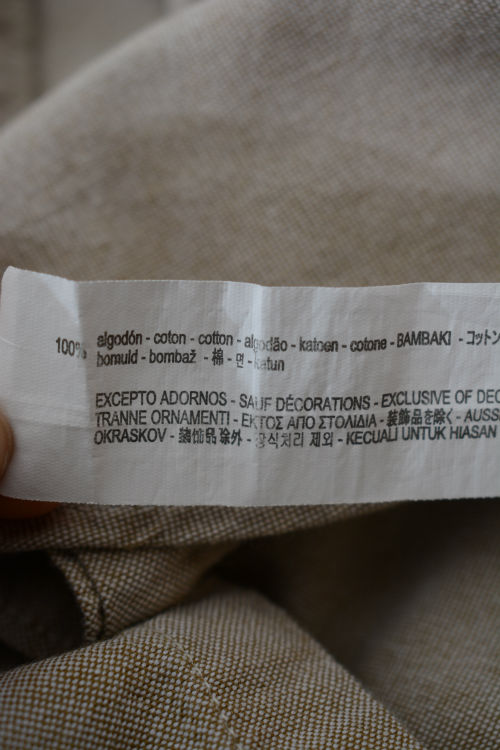 100% algodón - coton - cotton - algodão - katoen - cotone - BAMBAKI - コットン
bomuld - bombaž - 棉 - 면 - katun
EXCEPTO ADORNOS - SAUF DÉCORATIONS - EXCLUSIVE OF DEC
TRANNE ORNAMENTI - ΕΚΤΟΣ ΑΠΟ ΣΤΟΛΙΔΙΑ - 装飾品を除く - AUSS
OKRASKOV - 装饰品除外 - 장식처리 제외 - KECUALI UNTUK HIASAN